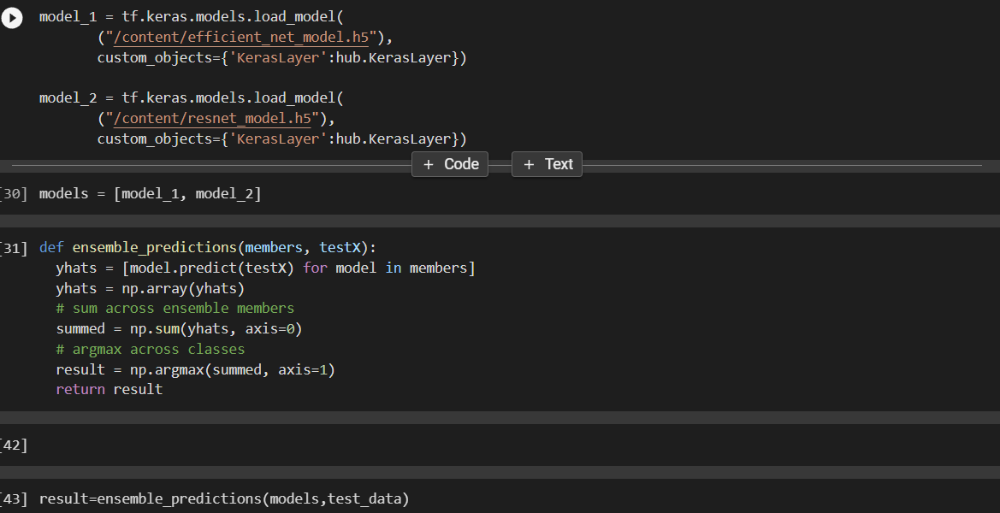 model_1 = tf.keras.models.load_model(
("/content/efficient_net_model.h5"),
custom_objects={'KerasLayer':hub.KerasLayer})
model_2 = tf.keras.models.load_model(
("/content/resnet_model.h5"),
custom_objects={'KerasLayer':hub.KerasLayer})
+ Code + Text
[30] models = [model_1, model_2]
[31] def ensemble_predictions(members, testX):
yhats = [model.predict(testX) for model in members]
yhats = np.array(yhats)
# sum across ensemble members
summed = np.sum(yhats, axis=0)
# argmax across classes
result = np.argmax(summed, axis=1)
return result
[42]
[43] result=ensemble_predictions(models,test_data)